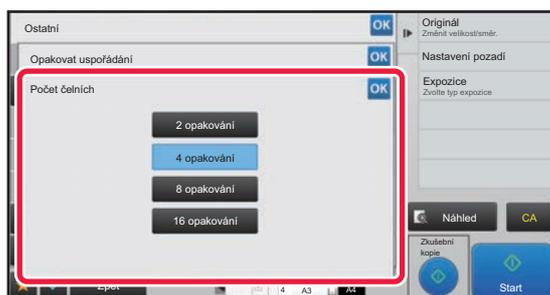 Ostatní OK
Opakovat uspořádání OK
Počet čelních OK
2 opakování
4 opakování
8 opakování
16 opakování
Originál
Změnit velikost/směr.
Nastavení pozadí
Expozice
Zvolte typ expozice
Náhled
CA
Zkušební
kopie
Start
Zpět
4 A3 A4